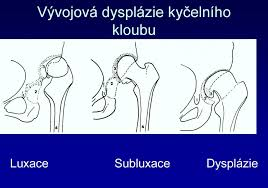 Vývojová dysplázie kyčelního
kloubu
Luxace Subluxace Dysplázie